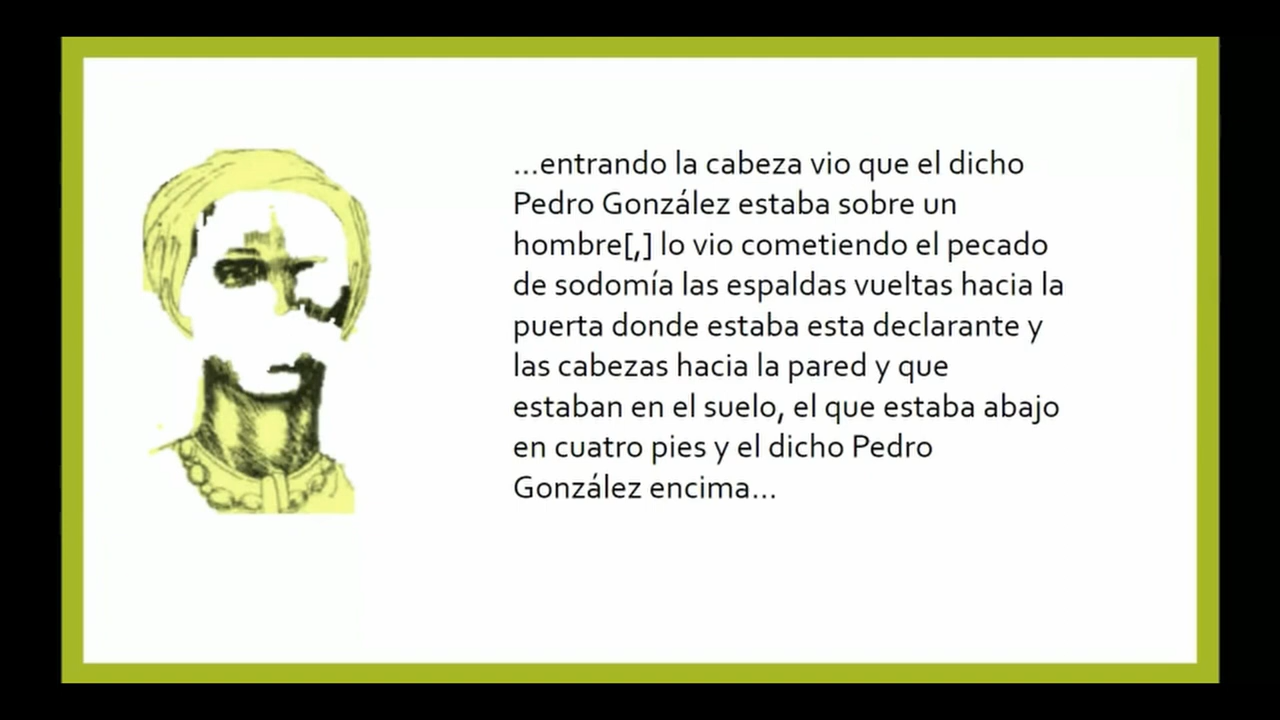 ...entrando la cabeza vio que el dicho
Pedro González estaba sobre un
hombre[,] lo vio cometiendo el pecado
de sodomía las espaldas vueltas hacia la
puerta donde estaba esta declarante y
las cabezas hacia la pared y que
estaban en el suelo, el que estaba abajo
en cuatro pies y el dicho Pedro
González encima...